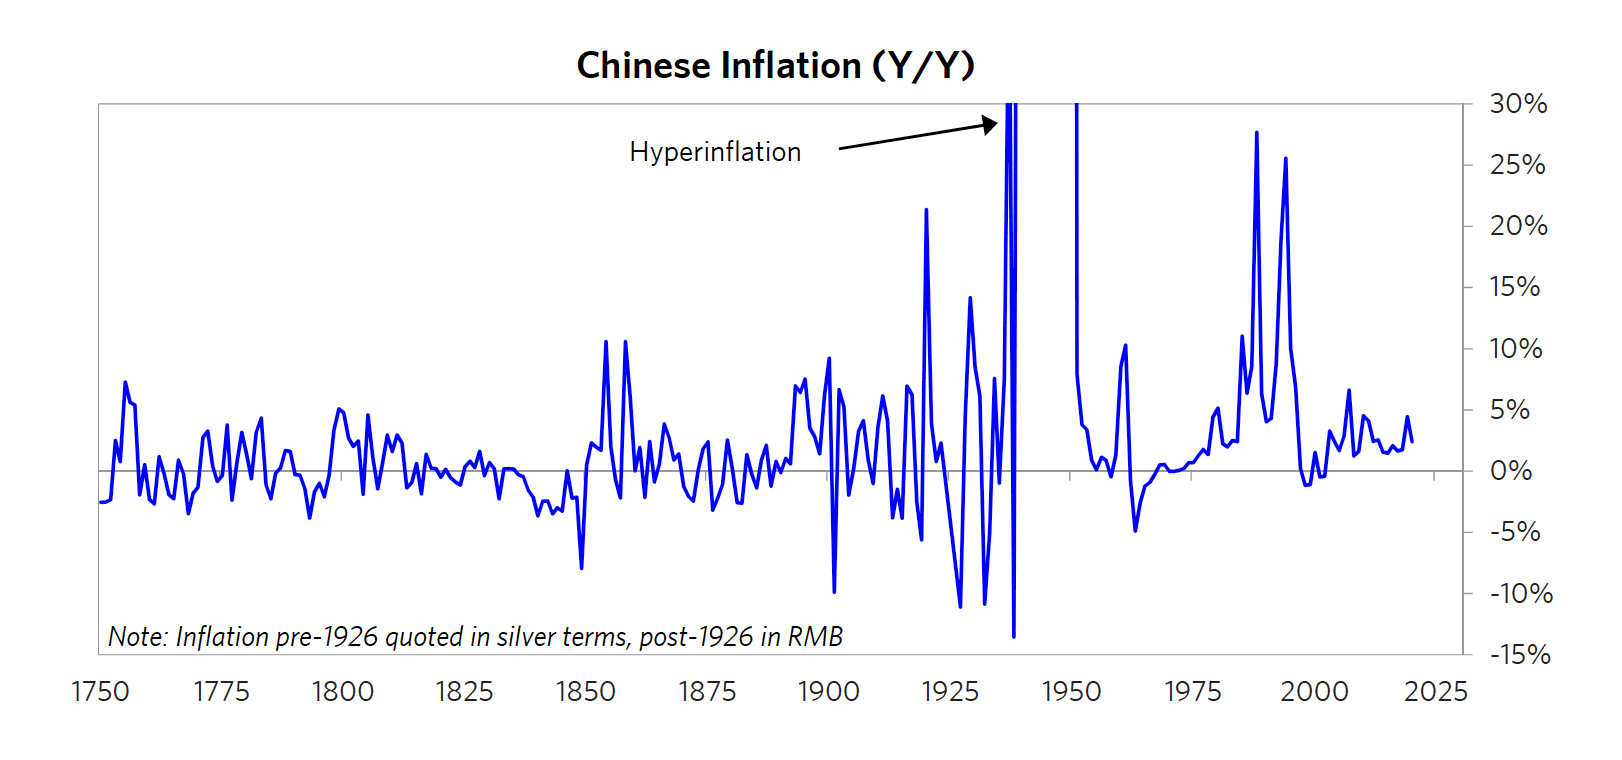 Chinese Inflation (Y/Y)
30%
Hyperinflation
25%
20%
15%
10%
5%
0%
-5%
-10%
Note: Inflation pre-1926 quoted in silver terms, post-1926 in RMB
-15%
1750 1775 1800 1825 1850 1875 1900 1925 1950 1975 2000 2025